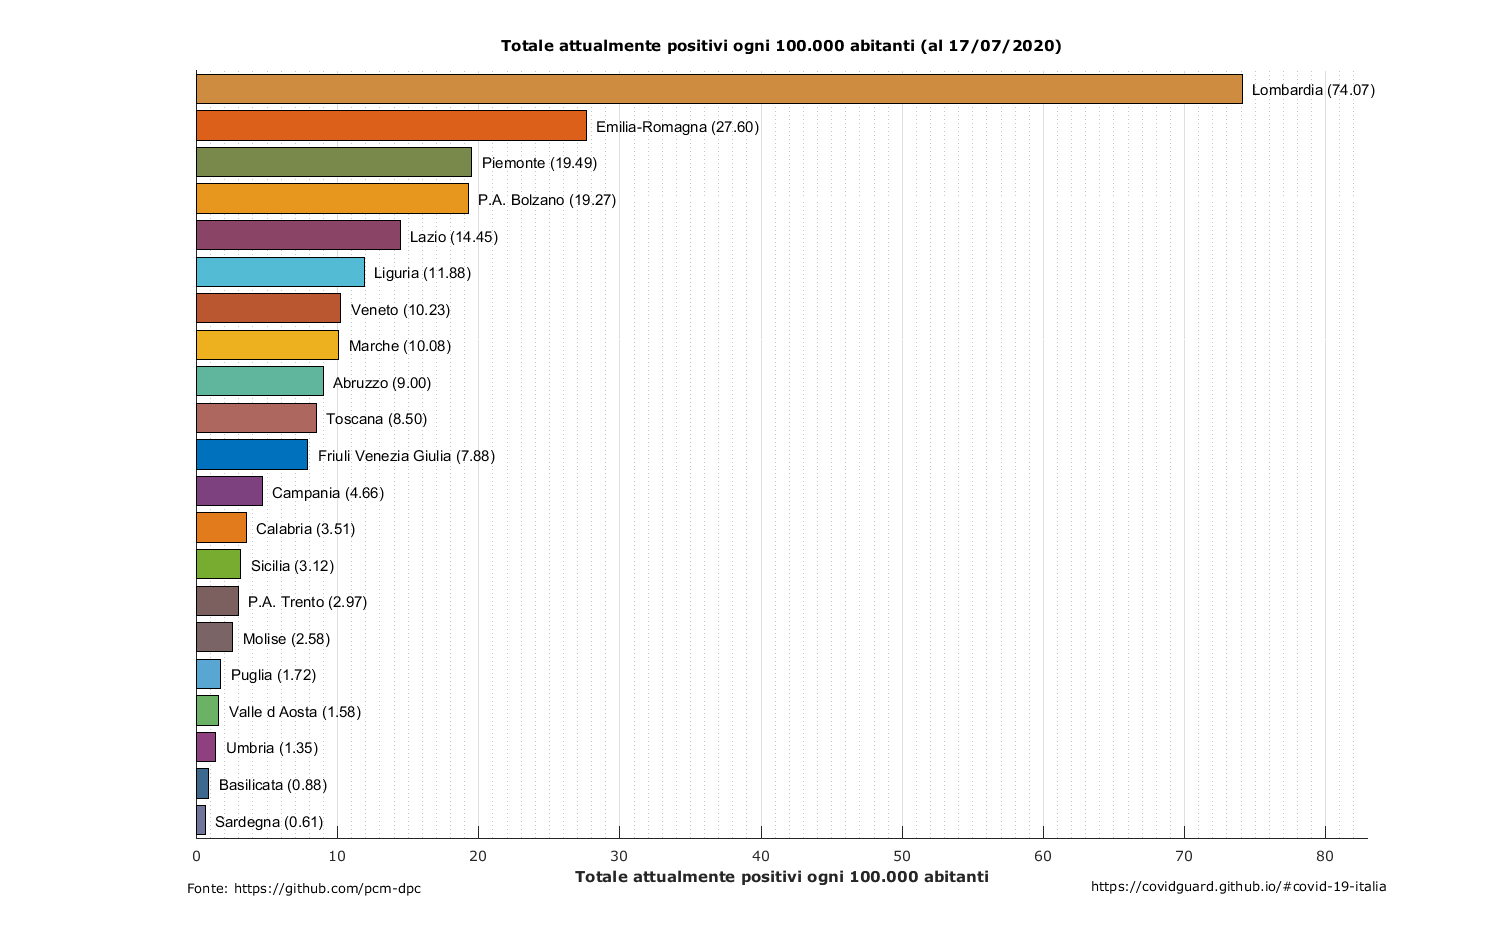 Totale attualmente positivi ogni 100.000 abitanti (al 17/07/2020)
Lombardia (74.07)
Emilia-Romagna (27.60)
Piemonte (19.49)
P.A. Bolzano (19.27)
Lazio (14.45)
Liguria (11.88)
Veneto (10.23)
Marche (10.08)
Abruzzo (9.00)
Toscana (8.50)
Friuli Venezia Giulia (7.88)
Campania (4.66)
Calabria (3.51)
Sicilia (3.12)
P.A. Trento (2.97)
Molise (2.58)
Puglia (1.72)
Valle d Aosta (1.58)
Umbria (1.35)
Basilicata (0.88)
Sardegna (0.61)
0 10 20 30 40 50 60 70 80
Totale attualmente positivi ogni 100.000 abitanti
Fonte: https://github.com/pcm-dpc
https://covidguard.github.io/#covid-19-italia